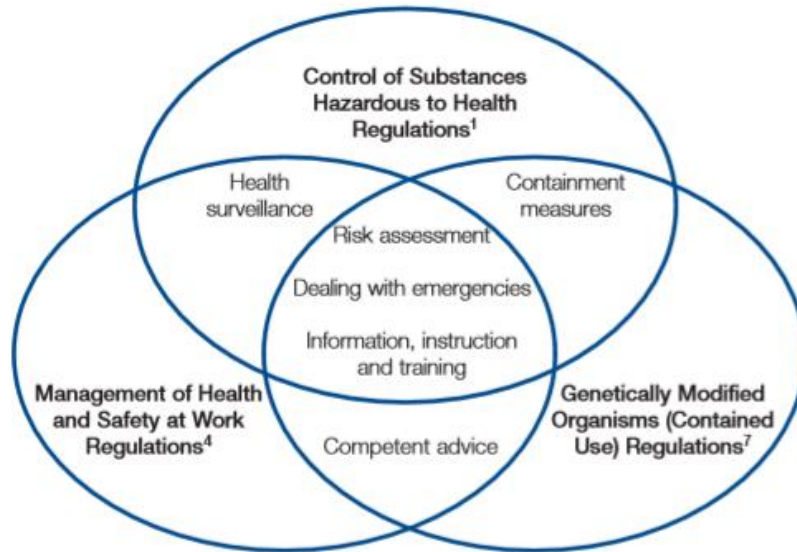 Control of Substances
Hazardous to Health
Regulations¹
Health
surveillance
Containment
measures
Risk assessment
Dealing with emergencies
Information, instruction
and training
Management of Health
and Safety at Work
Regulations⁴
Genetically Modified
Organisms (Contained
Use) Regulations⁷
Competent advice